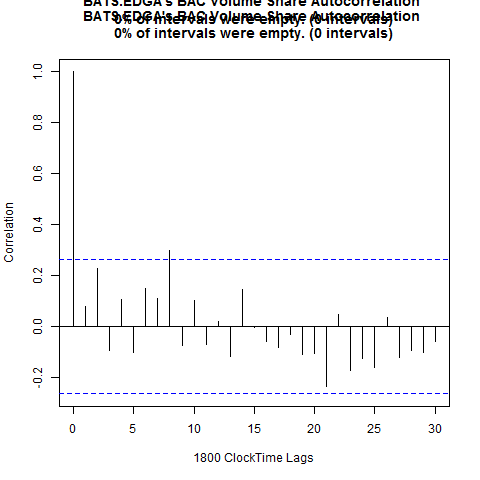 BATS.EDGA's BAC Volume Share Autocorrelation
BATS.EDGA's BAC Volume Share Autocorrelation
0% of intervals were empty. (0 intervals)
0% of intervals were empty. (0 intervals)
1.0
0.8
0.6
0.4
0.2
0.0
-0.2
Correlation
0 5 10 15 20 25 30
1800 ClockTime Lags